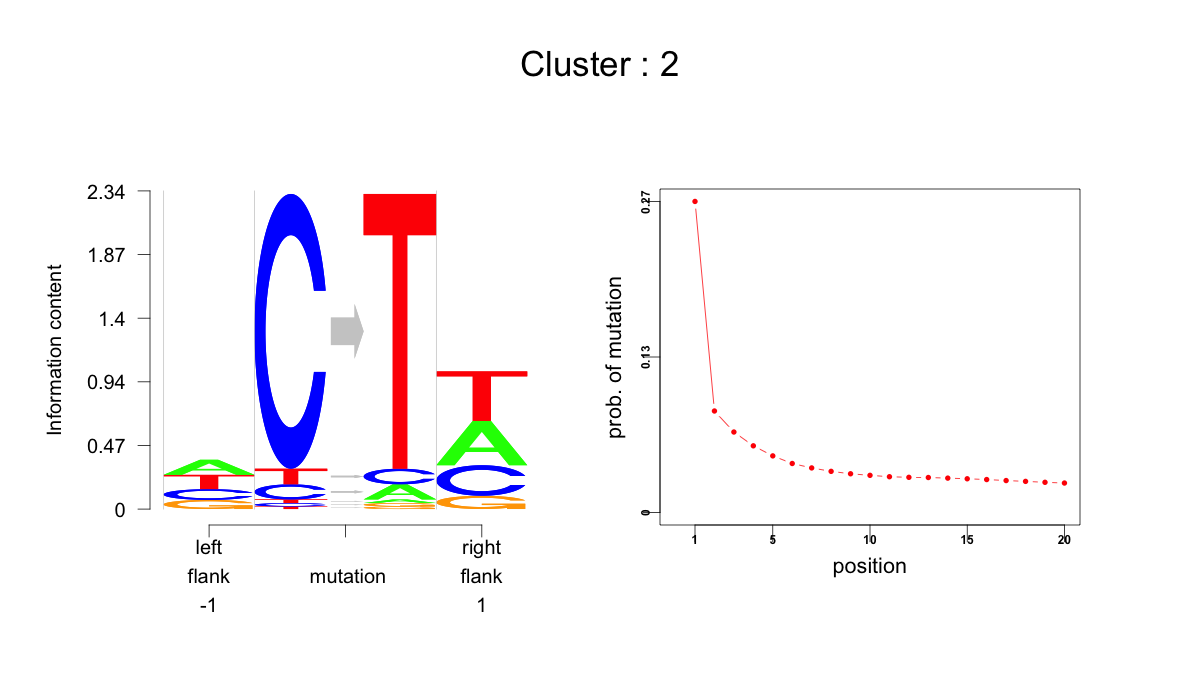 Cluster : 2
Information content
2.34
1.87
1.4
0.94
0.47
0
A
T
C
G
C
T
C
T
T
C
A
T
A
C
G
left
flank
-1
mutation
right
flank
1
prob. of mutation
0.27
0.13
0
1 5 10 15 20
position